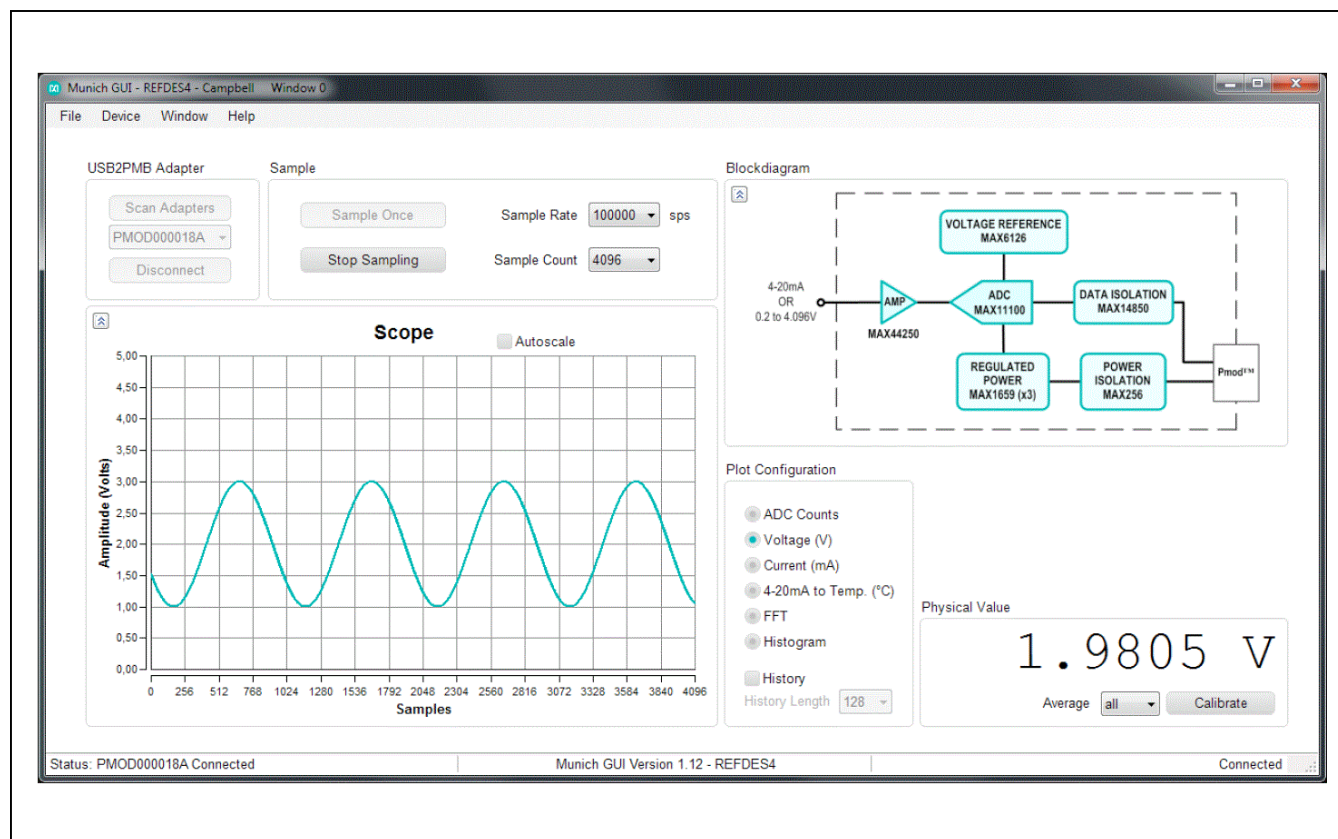 Munich GUI - REFDES4 - Campbell Window 0
File Device Window Help
USB2PMB Adapter
Scan Adapters
PMOD000018A
Disconnect
Sample
Sample Once
Sample Rate 100000 sps
Stop Sampling
Sample Count 4096
Scope
Autoscale
Amplitude (Volts)
5,00
4,50
4,00
3,50
3,00
2,50
2,00
1,50
1,00
0,50
0,00
0 256 512 768 1024 1280 1536 1792 2048 2304 2560 2816 3072 3328 3584 3840 4096
Samples
Blockdiagram
VOLTAGE REFERENCE
MAX6126
4-20mA
OR
0.2 to 4.096V
AMP
MAX44250
ADC
MAX11100
DATA ISOLATION
MAX14850
REGULATED
POWER
MAX1659 (x3)
POWER
ISOLATION
MAX256
Pmod™
Plot Configuration
ADC Counts
Voltage (V)
Current (mA)
4-20mA to Temp. (°C)
FFT
Histogram
History
History Length 128
Physical Value
1.9805 V
Average all Calibrate
Status: PMOD000018A Connected
Munich GUI Version 1.12 - REFDES4
Connected